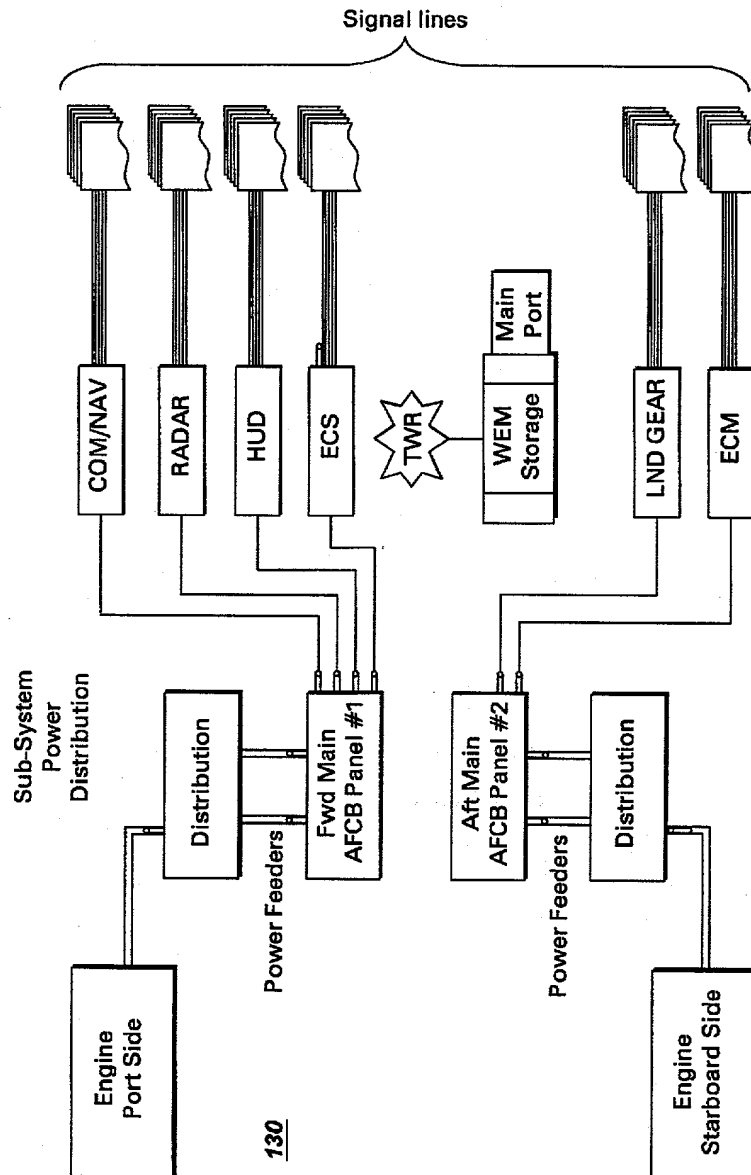 Signal lines
COM/NAV
RADAR
HUD
ECS
TWR
WEM
Storage
Main
Port
LND GEAR
ECM
Sub-System
Power
Distribution
Distribution
Fwd Main
AFCB Panel #1
Power Feeders
Aft Main
AFCB Panel #2
Power Feeders
Distribution
Engine
Port Side
130
Engine
Starboard Side